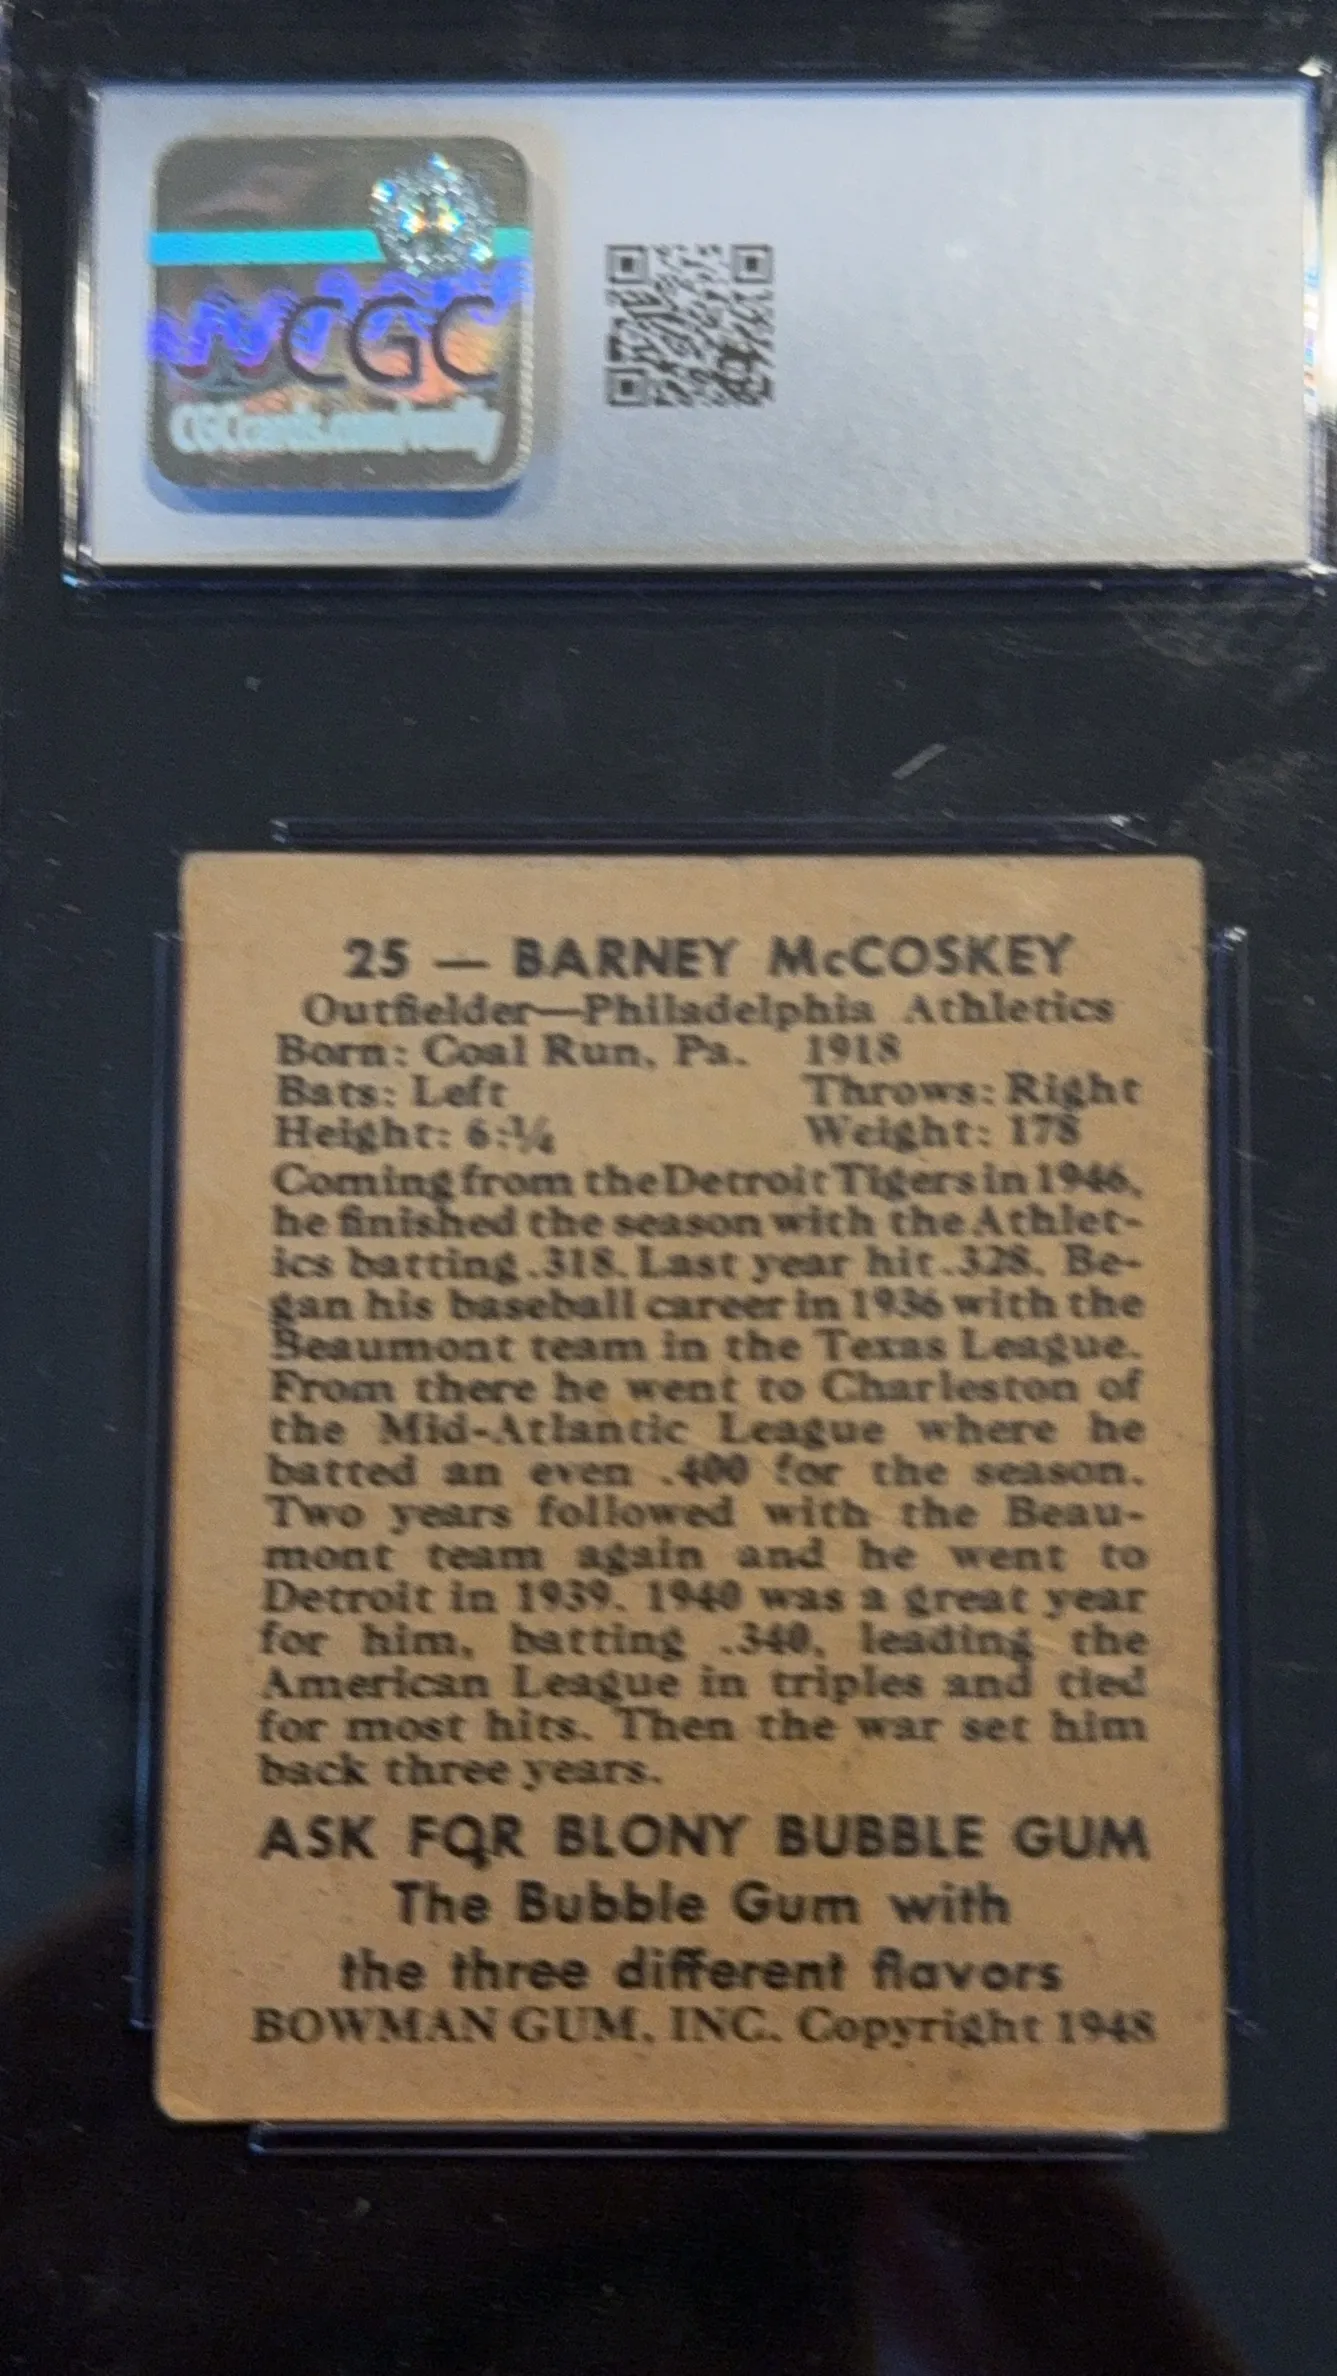 CGC
CGCcards.com/verify
25 — BARNEY McCOSKEY
Outfielder—Philadelphia Athletics
Born: Coal Run, Pa. 1918
Bats: Left Throws: Right
Height: 6:¼ Weight: 178
Coming from the Detroit Tigers in 1946,
he finished the season with the Athlet-
ics batting .318. Last year hit .328. Be-
gan his baseball career in 1936 with the
Beaumont team in the Texas League.
From there he went to Charleston of
the Mid-Atlantic League where he
batted an even .400 for the season.
Two years followed with the Beau-
mont team again and he went to
Detroit in 1939. 1940 was a great year
for him, batting .340, leading the
American League in triples and tied
for most hits. Then the war set him
back three years.
ASK FOR BLONY BUBBLE GUM
The Bubble Gum with
the three different flavors
BOWMAN GUM, INC. Copyright 1948